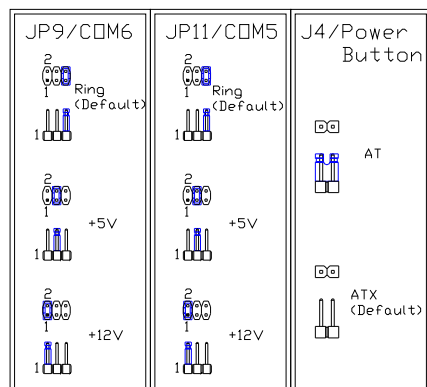 JP9/COM6
2
1
Ring
(Default)
1
2
1
+5V
1
2
1
+12V
1
JP11/COM5
2
1
Ring
(Default)
1
2
1
+5V
1
2
1
+12V
1
J4/Power
Button
AT
ATX
(Default)